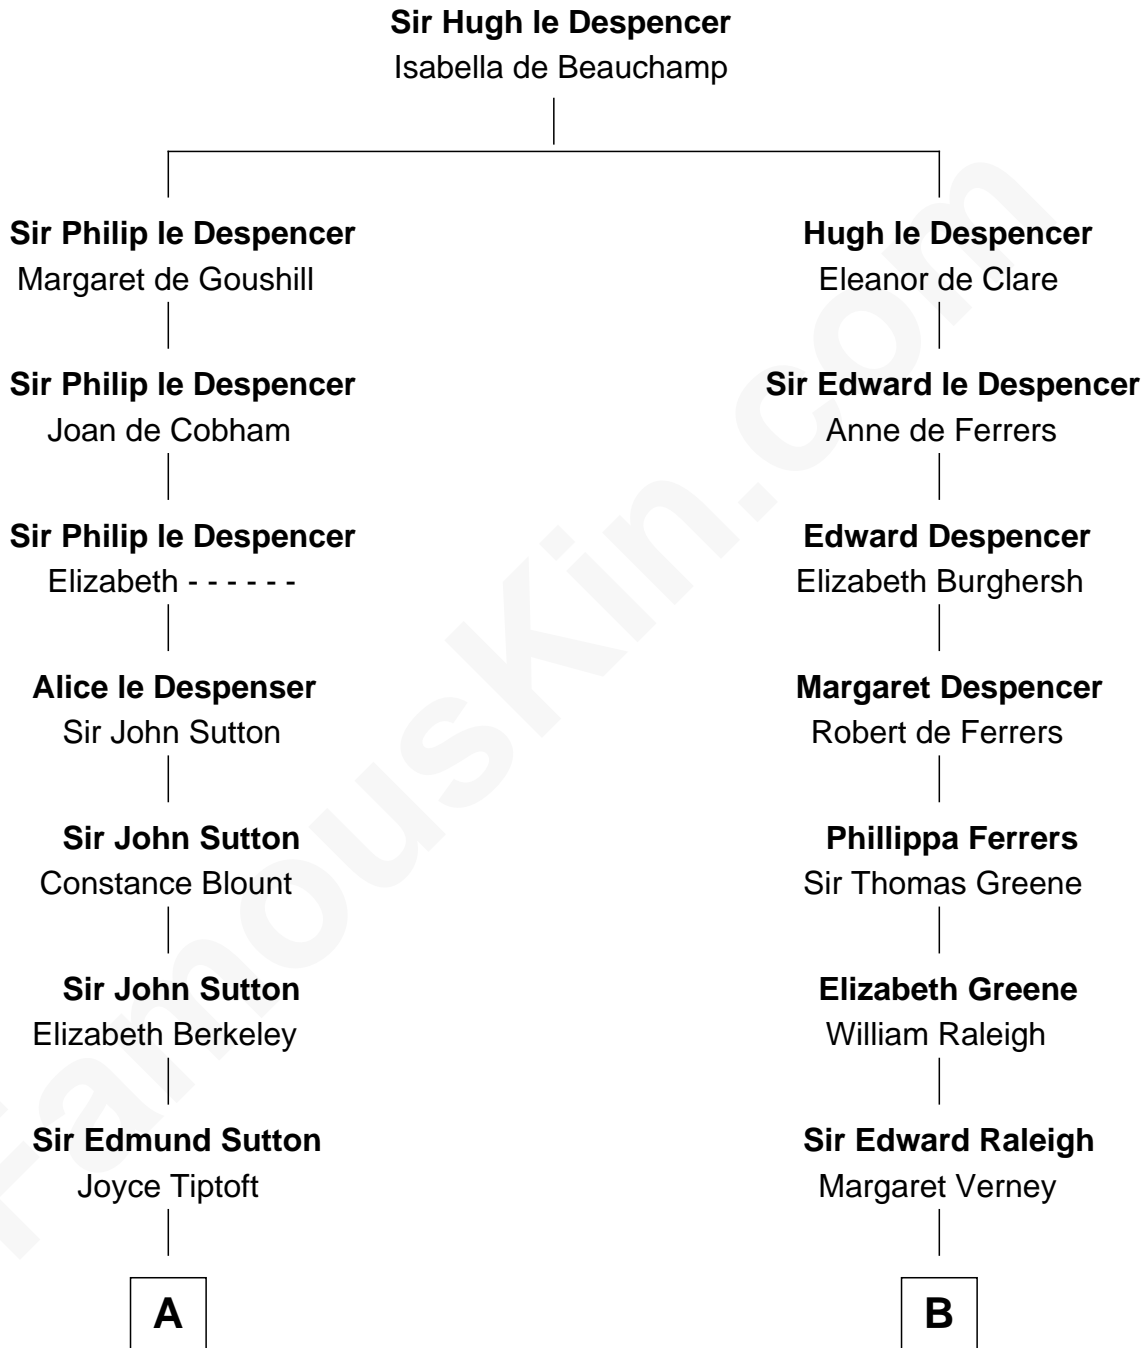 Sir Hugh le Despencer
Isabella de Beauchamp
Sir Philip le Despencer
Margaret de Goushill
Hugh le Despencer
Eleanor de Clare
Sir Philip le Despencer
Joan de Cobham
Sir Edward le Despencer
Anne de Ferrers
Sir Philip le Despencer
Elizabeth - - - - - -
Edward Despencer
Elizabeth Burghersh
Alice le Despenser
Sir John Sutton
Margaret Despencer
Robert de Ferrers
Sir John Sutton
Constance Blount
Phillippa Ferrers
Sir Thomas Greene
Sir John Sutton
Elizabeth Berkeley
Elizabeth Greene
William Raleigh
Sir Edmund Sutton
Joyce Tiptoft
Sir Edward Raleigh
Margaret Verney
A
B
FamousKin.com